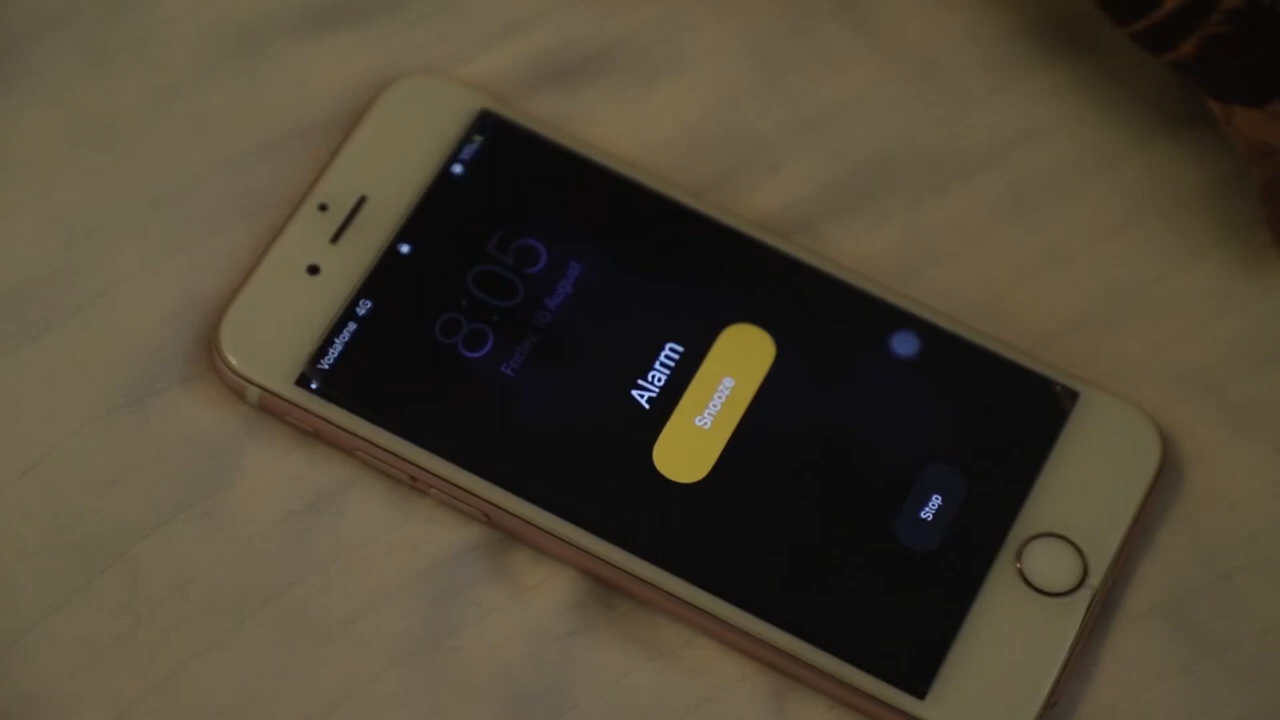 Vodafone 4G
8:05
Friday, 16 August
Alarm
Snooze
Stop